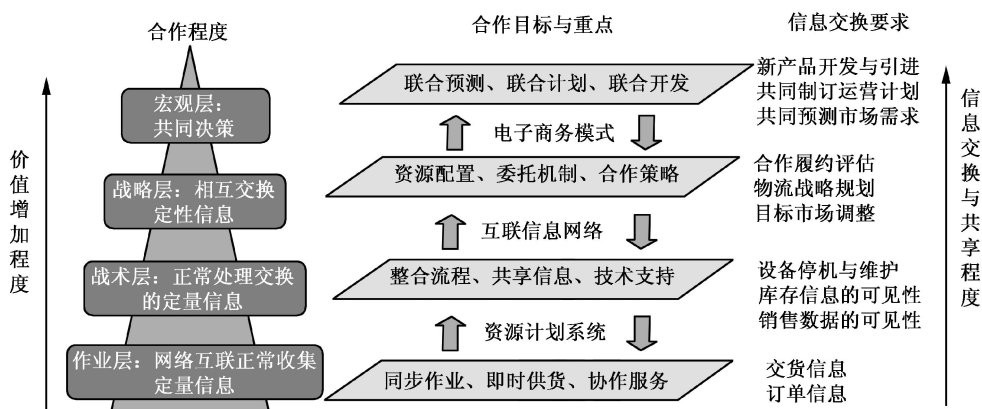 合作程度
合作目标与重点
信息交换要求
价值增加程度
宏观层：
共同决策
联合预测、联合计划、联合开发
新产品开发与引进
共同制订运营计划
共同预测市场需求
电子商务模式
战略层：相互交换
定性信息
资源配置、委托机制、合作策略
合作履约评估
物流战略规划
目标市场调整
互联信息网络
战术层：正常处理交换
的定量信息
整合流程、共享信息、技术支持
设备停机与维护
库存信息的可见性
销售数据的可见性
资源计划系统
作业层：网络互联正常收集
定量信息
同步作业、即时供货、协作服务
交货信息
订单信息
信息交换与共享程度